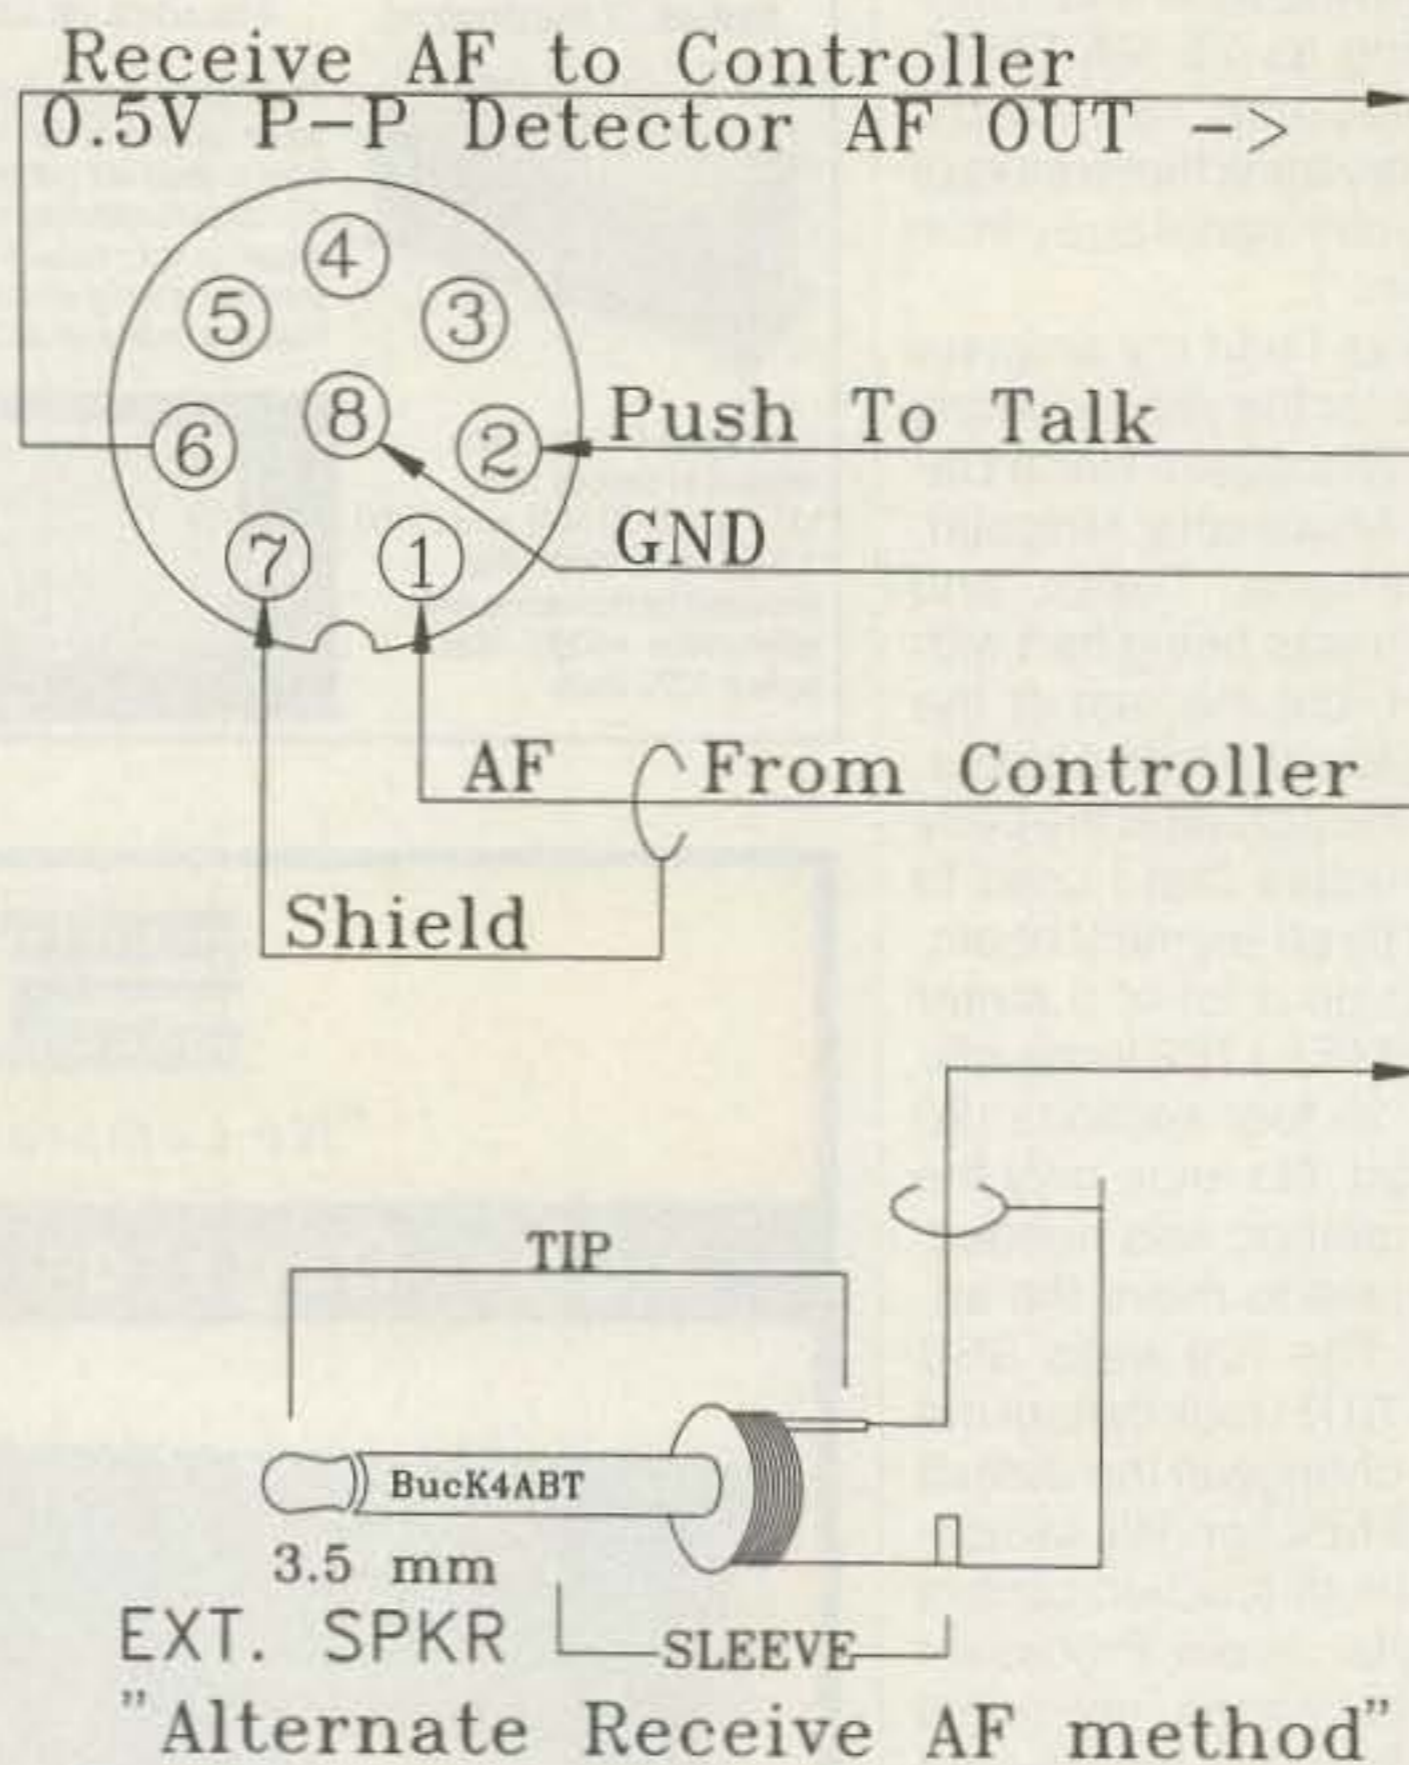 Receive AF to Controller
0.5V P-P Detector AF OUT ->
4
5
3
8
6
2
Push To Talk
7
1
GND
AF From Controller
Shield
TIP
BucK4ABT
3.5 mm
EXT. SPKR
SLEEVE
"Alternate Receive AF method"